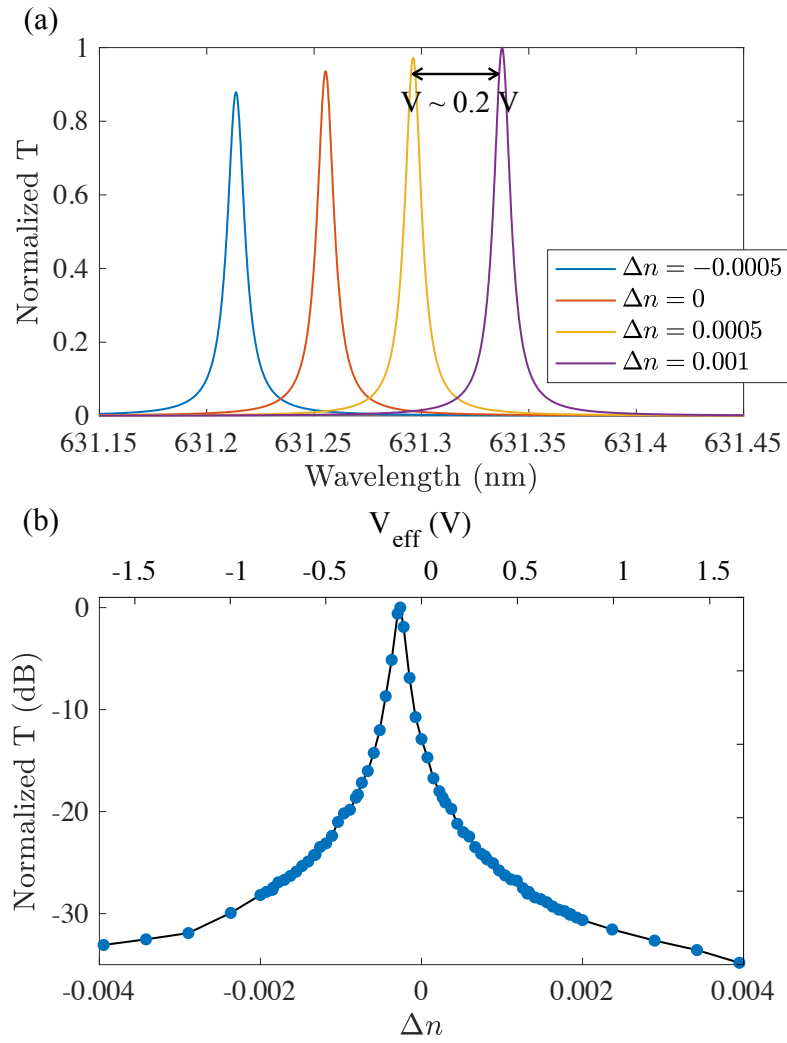 (a)
Normalized T
1
0.8
0.6
0.4
0.2
0
V ~ 0.2 V
Δn = −0.0005
Δn = 0
Δn = 0.0005
Δn = 0.001
631.15 631.2 631.25 631.3 631.35 631.4 631.45
Wavelength (nm)
(b)
V_eff (V)
-1.5 -1 -0.5 0 0.5 1 1.5
Normalized T (dB)
0
-10
-20
-30
-0.004 -0.002 0 0.002 0.004
Δn